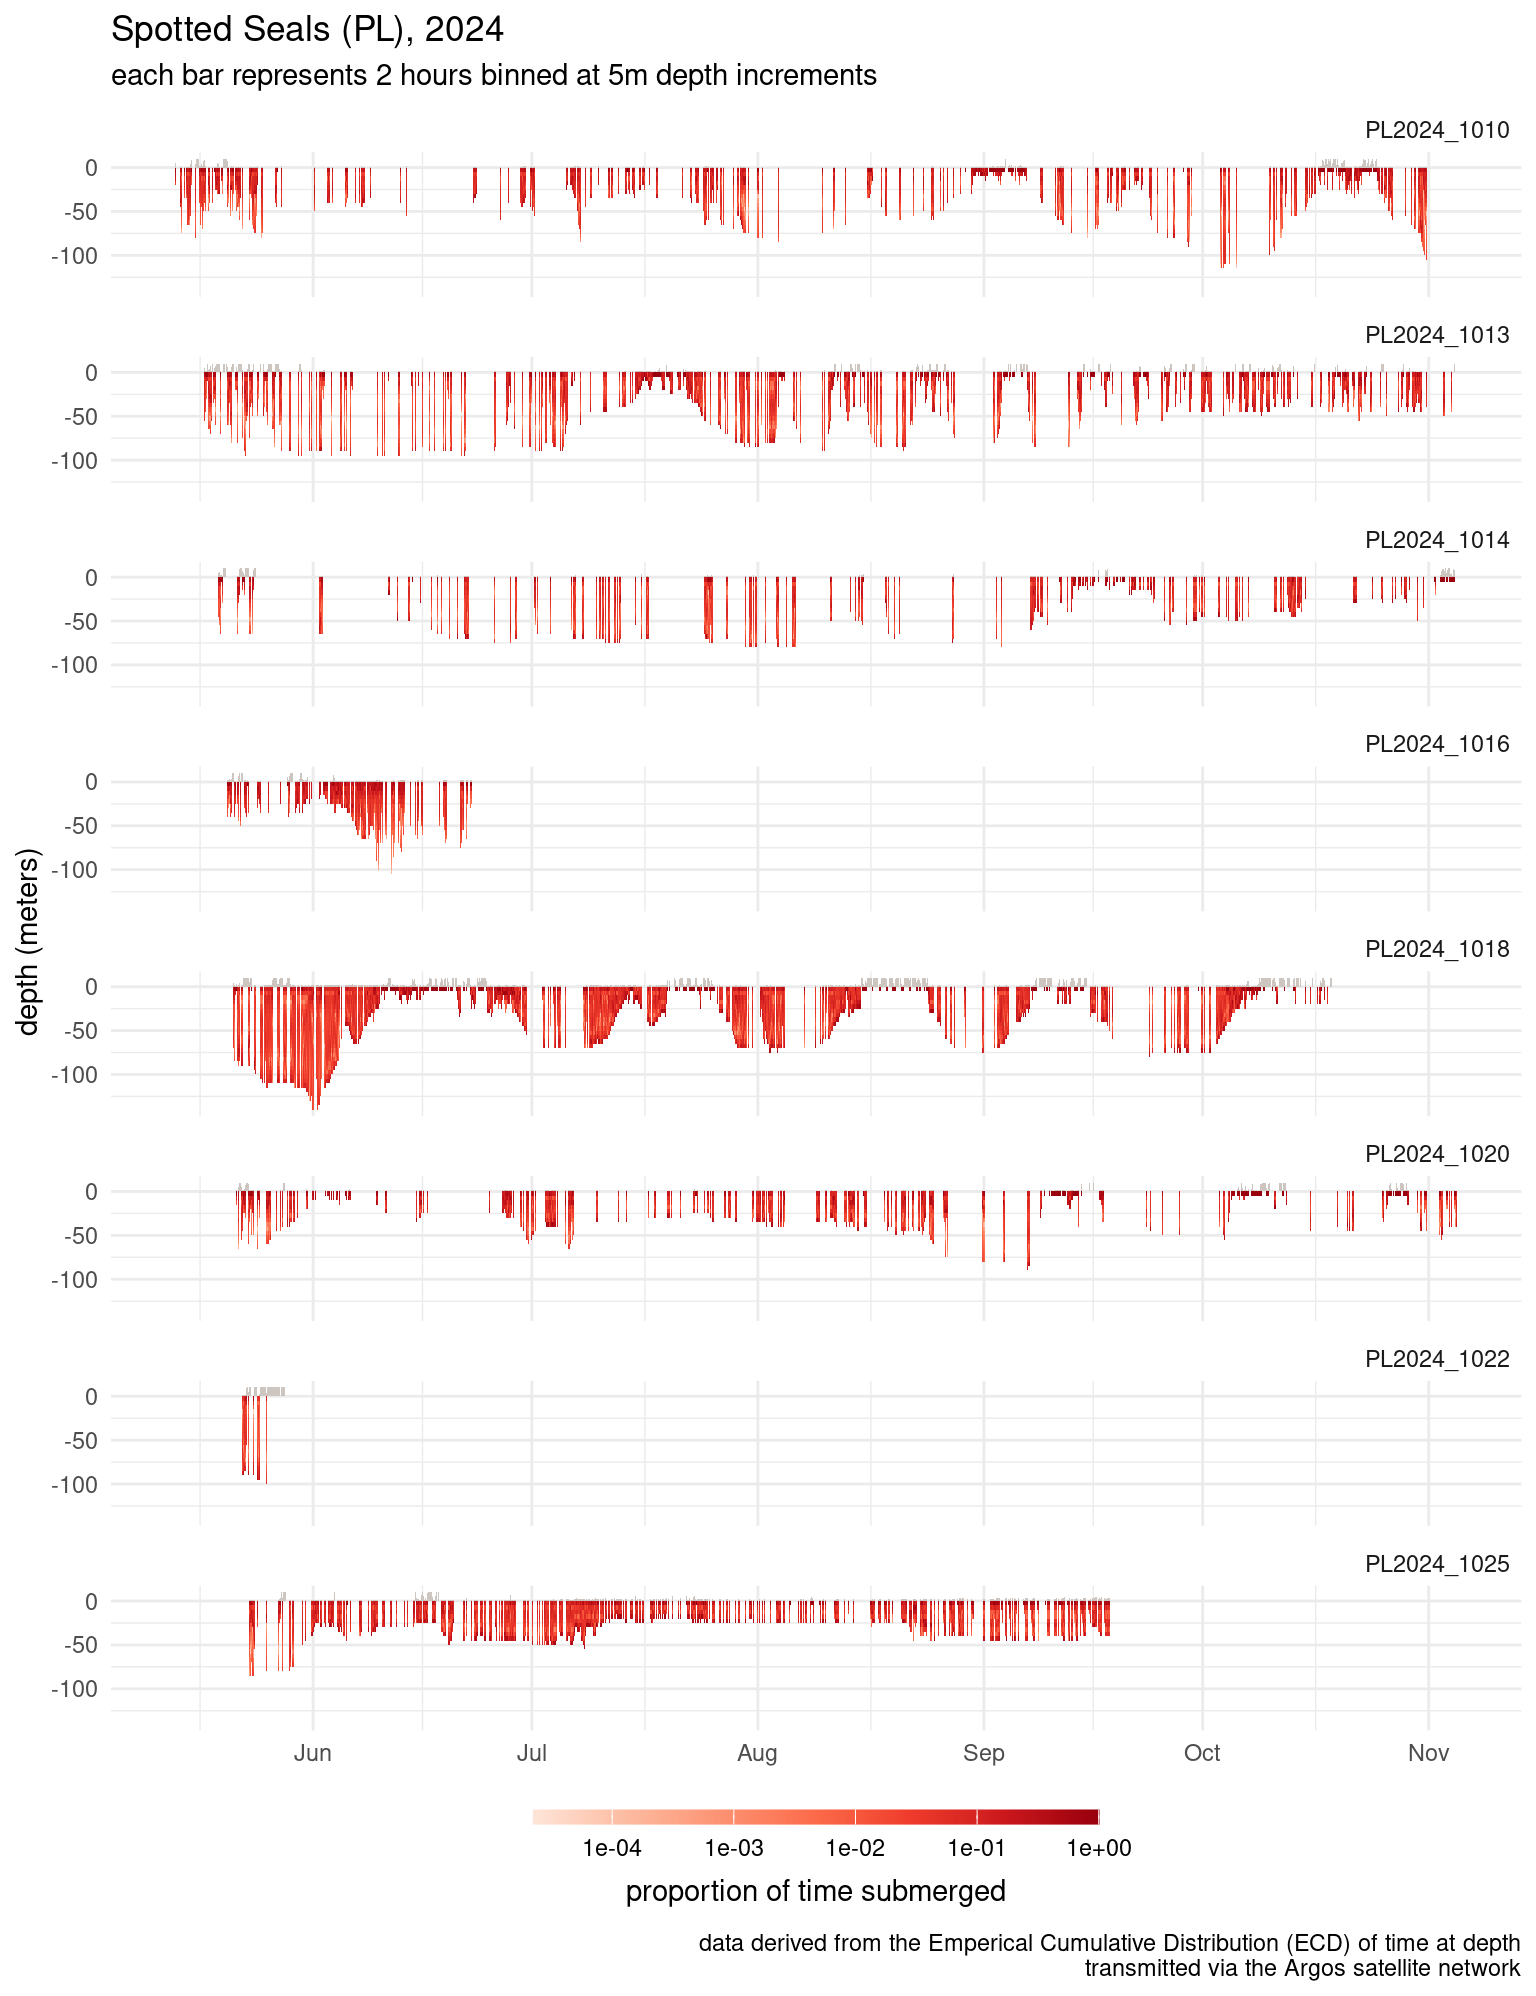 Spotted Seals (PL), 2024
each bar represents 2 hours binned at 5m depth increments
PL2024_1010
0
-50
-100
PL2024_1013
0
-50
-100
PL2024_1014
0
-50
-100
PL2024_1016
0
-50
-100
PL2024_1018
0
-50
-100
PL2024_1020
0
-50
-100
PL2024_1022
0
-50
-100
PL2024_1025
0
-50
-100
depth (meters)
Jun Jul Aug Sep Oct Nov
1e-04 1e-03 1e-02 1e-01 1e+00
proportion of time submerged
data derived from the Emperical Cumulative Distribution (ECD) of time at depth
transmitted via the Argos satellite network